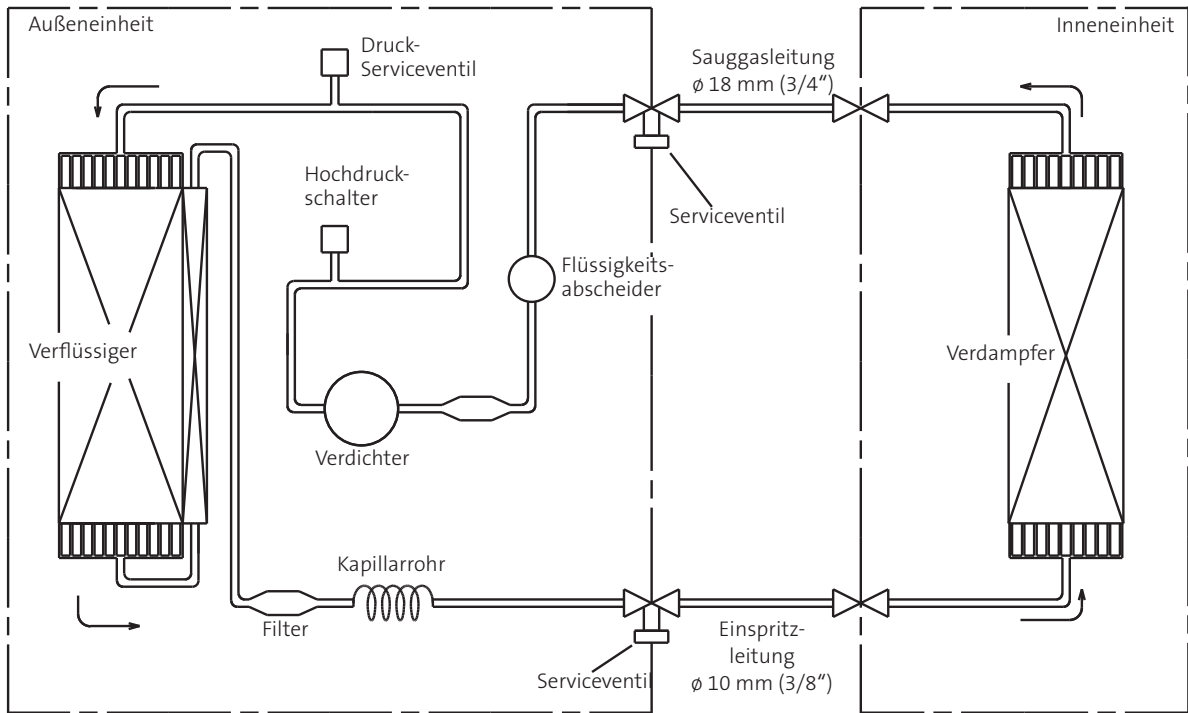 Außeneinheit
Inneneinheit
Druck-
Serviceventil
Sauggasleitung
ø 18 mm (3/4“)
Hochdruck-
schalter
Serviceventil
Flüssigkeits-
abscheider
Verflüssiger
Verdampfer
Verdichter
Kapillarrohr
Filter
Einspritz-
leitung
ø 10 mm (3/8“)
Serviceventil